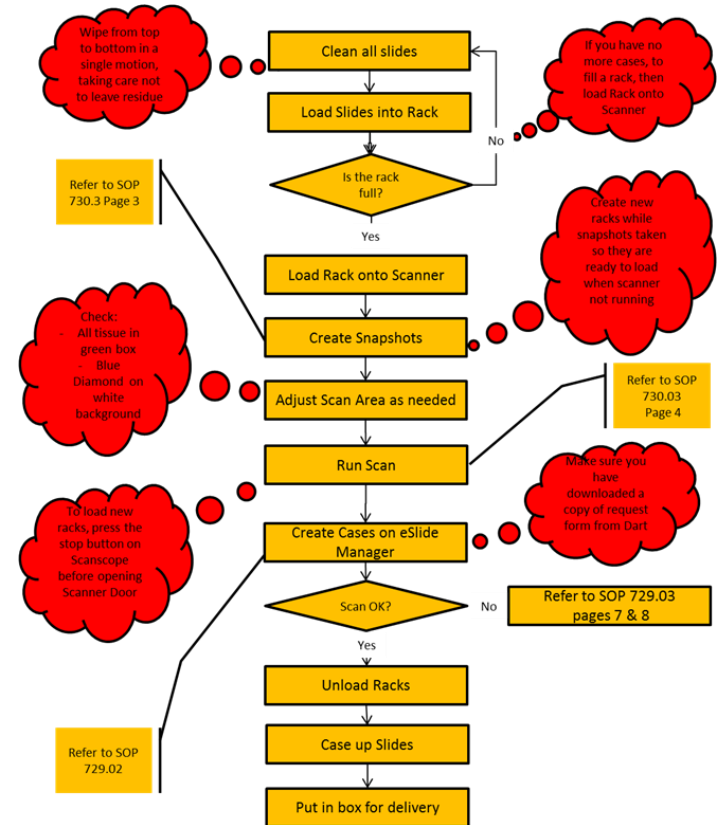 Wipe from top
to bottom in a
single motion,
taking care not
to leave residue
Clean all slides
If you have no
more cases, to
fill a rack, then
load Rack onto
Scanner
Load Slides into Rack
No
Is the rack
full?
Refer to SOP
730.3 Page 3
Yes
Create new
racks while
snapshots taken
so they are
ready to load
when scanner
not running
Load Rack onto Scanner
Create Snapshots
Check:
- All tissue in
green box
- Blue
Diamond on
white
background
Adjust Scan Area as needed
Refer to SOP
730.03
Page 4
Run Scan
Make sure you
have
downloaded a
copy of request
form from Dart
To load new
racks, press the
stop button on
Scanscope
before opening
Scanner Door
Create Cases on eSlide
Manager
Scan OK?
No
Refer to SOP 729.03
pages 7 & 8
Yes
Unload Racks
Case up Slides
Refer to SOP
729.02
Put in box for delivery